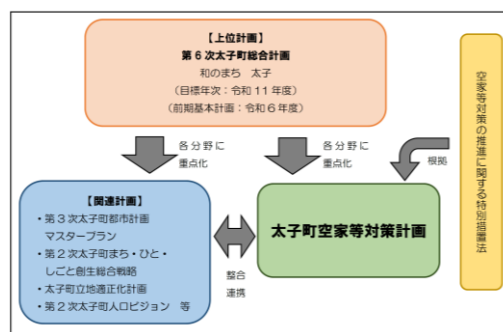 【上位計画】
第6次太子町総合計画
和のまち　太子
（目標年次：令和11年度）
（前期基本計画：令和6年度）
空家等対策の推進に関する特別措置法
各分野に
重点化
各分野に
重点化
根拠
【関連計画】
・第3次太子町都市計画
マスタープラン
・第2次太子町まち・ひと・
しごと創生総合戦略
・太子町立地適正化計画
・第2次太子町人口ビジョン　等
整合
連携
太子町空家等対策計画